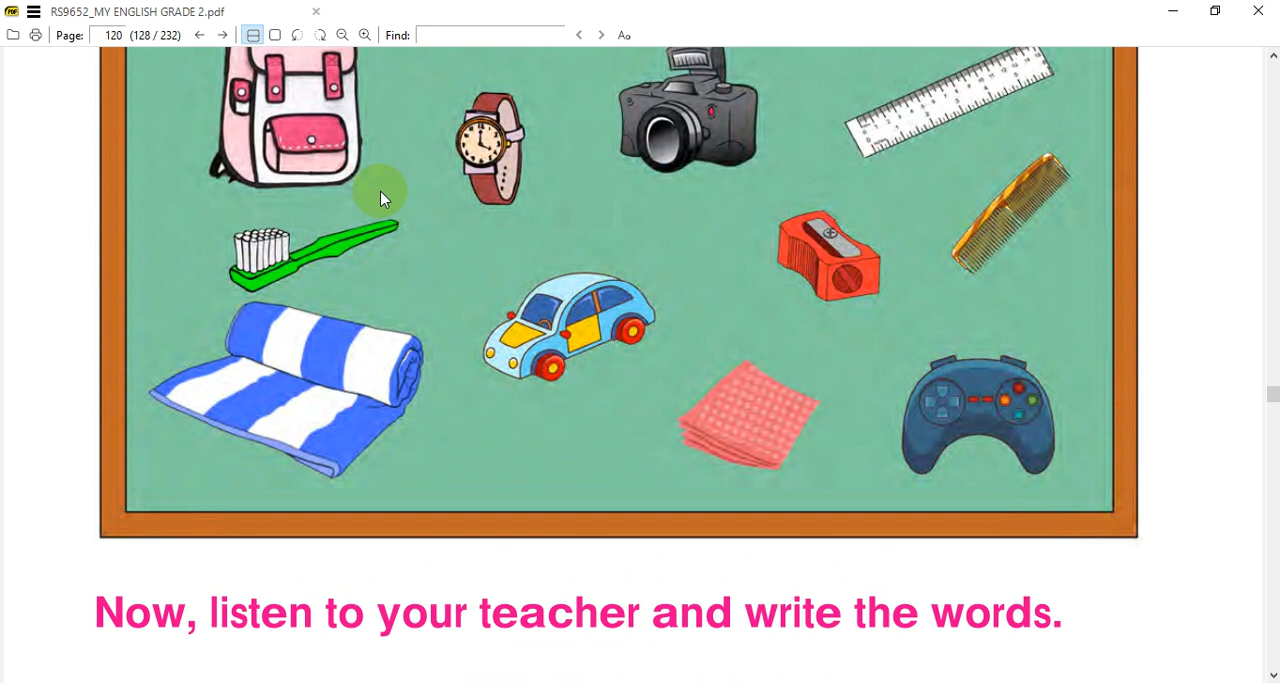 RS9652_MY ENGLISH GRADE 2.pdf
Page: 120 (128 / 232) Find:
Now, listen to your teacher and write the words.